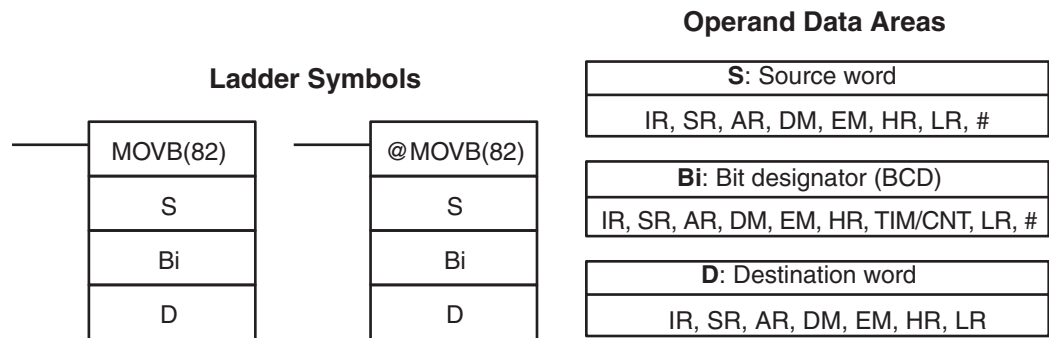 Ladder Symbols
MOVB(82)
S
Bi
D
@MOVB(82)
S
Bi
D
Operand Data Areas
S: Source word
IR, SR, AR, DM, EM, HR, LR, #
Bi: Bit designator (BCD)
IR, SR, AR, DM, EM, HR, TIM/CNT, LR, #
D: Destination word
IR, SR, AR, DM, EM, HR, LR